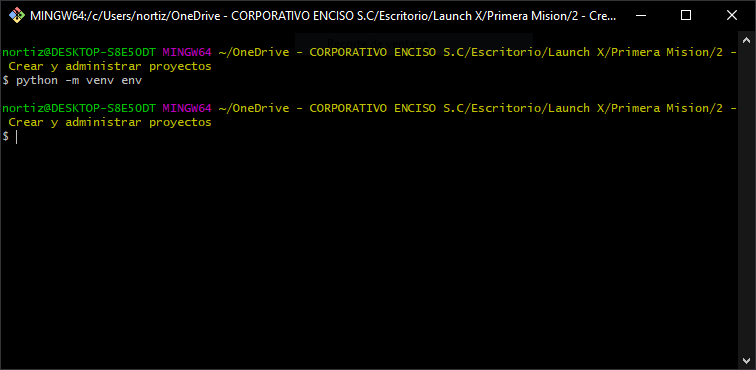 MINGW64:/c/Users/nortiz/OneDrive - CORPORATIVO ENCISO S.C/Escritorio/Launch X/Primera Mision/2 - Cre...
nortiz@DESKTOP-S8E5ODT MINGW64 ~/OneDrive - CORPORATIVO ENCISO S.C/Escritorio/Launch X/Primera Mision/2 -
Crear y administrar proyectos
$ python -m venv env
nortiz@DESKTOP-S8E5ODT MINGW64 ~/OneDrive - CORPORATIVO ENCISO S.C/Escritorio/Launch X/Primera Mision/2 -
Crear y administrar proyectos
$